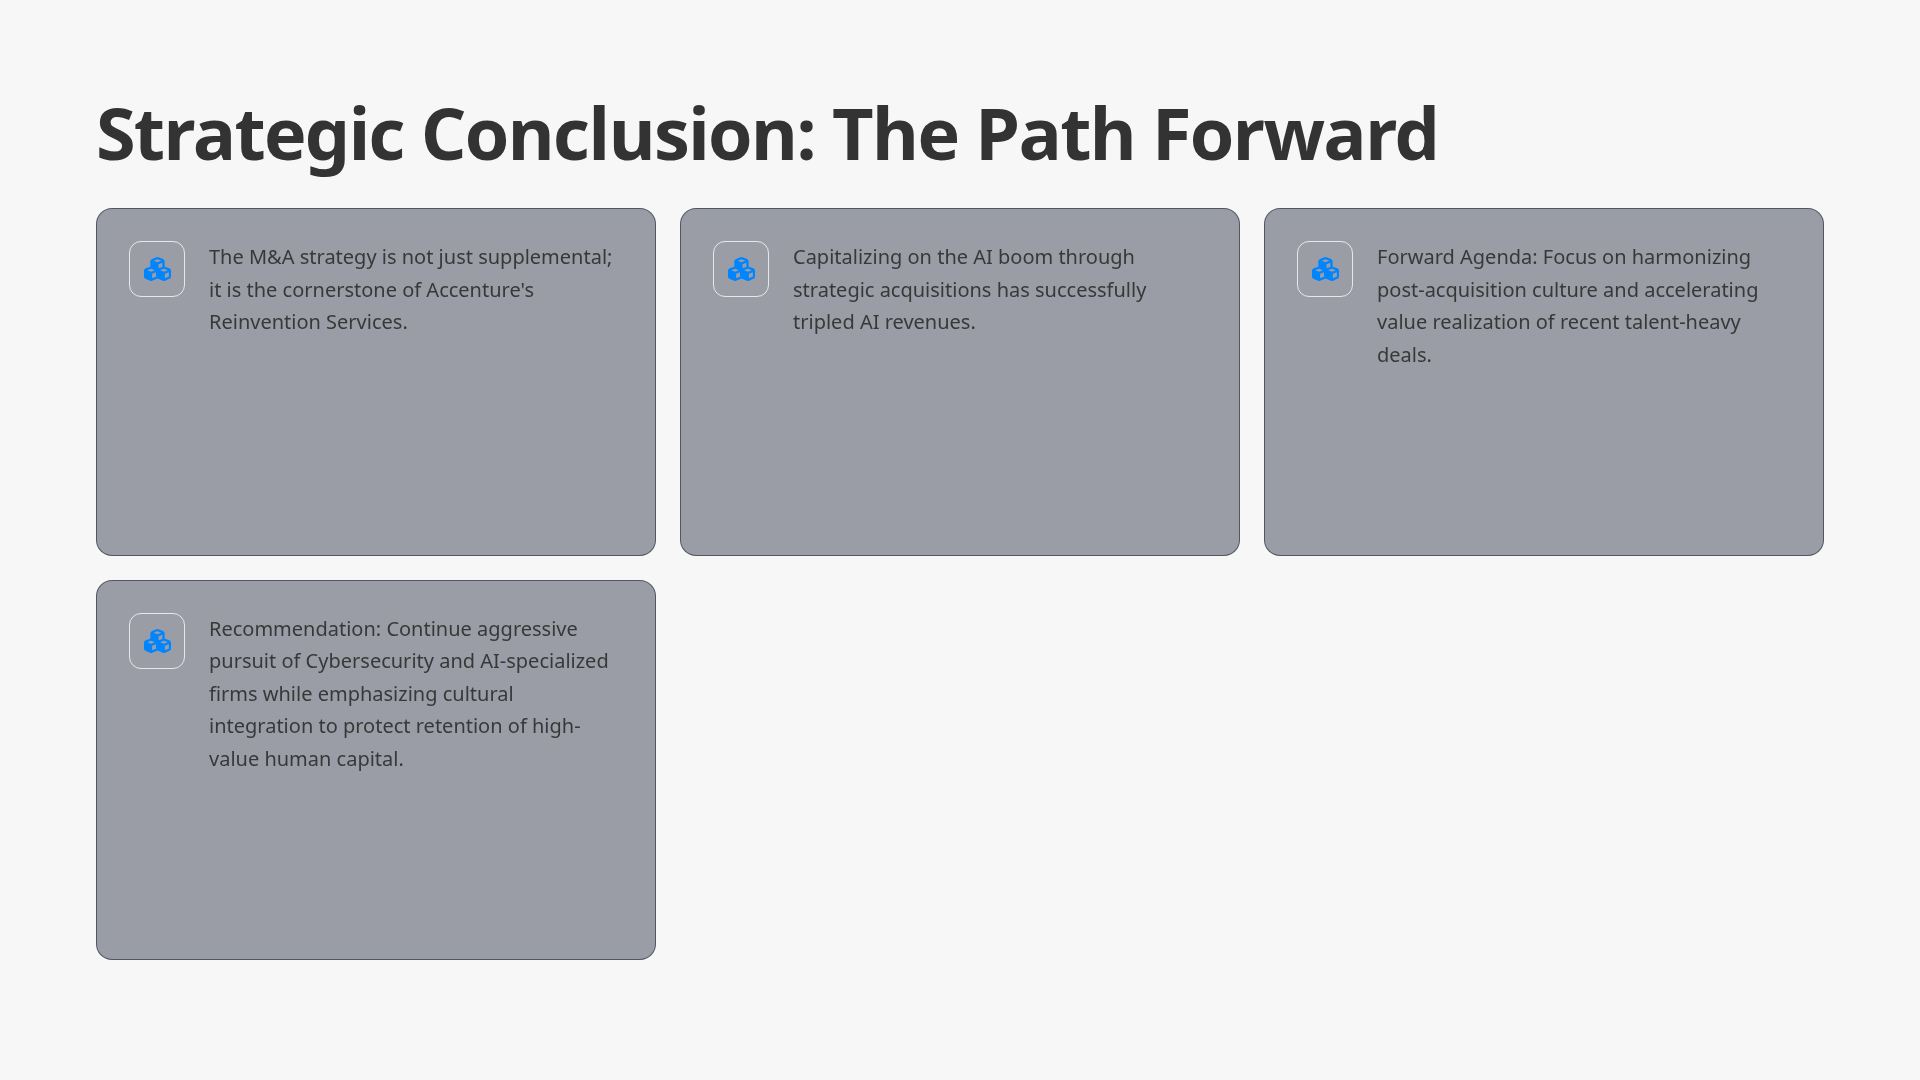 Strategic Conclusion: The Path Forward
The M&A strategy is not just supplemental;
it is the cornerstone of Accenture's
Reinvention Services.
Capitalizing on the AI boom through
strategic acquisitions has successfully
tripled AI revenues.
Forward Agenda: Focus on harmonizing
post-acquisition culture and accelerating
value realization of recent talent-heavy
deals.
Recommendation: Continue aggressive
pursuit of Cybersecurity and AI-specialized
firms while emphasizing cultural
integration to protect retention of high-
value human capital.